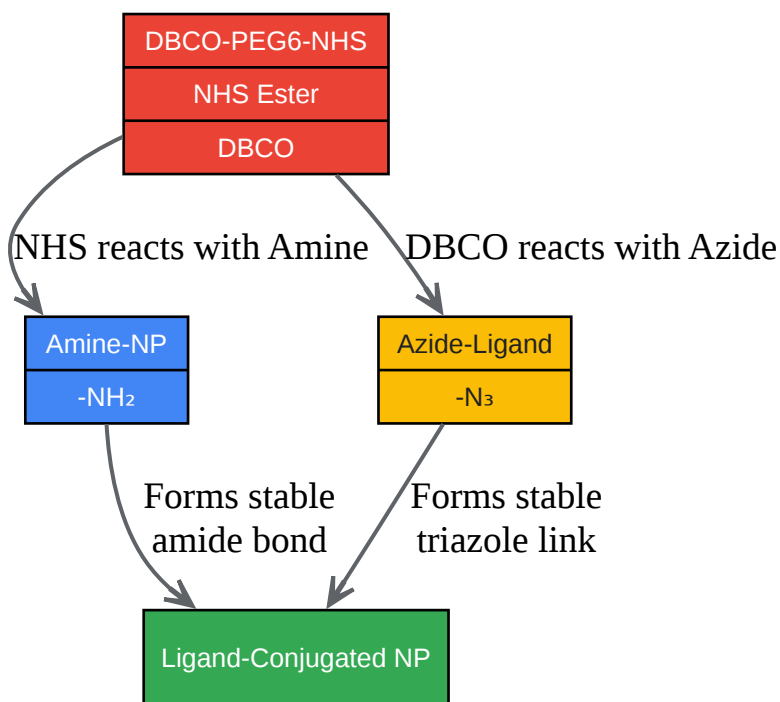 DBCO-PEG6-NHS
NHS Ester
DBCO
NHS reacts with Amine
DBCO reacts with Azide
Amine-NP
-NH₂
Azide-Ligand
-N₃
Forms stable
amide bond
Forms stable
triazole link
Ligand-Conjugated NP